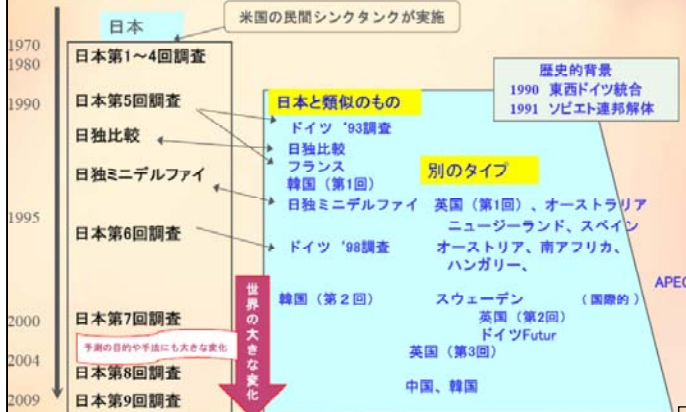 日本
米国の民間シンクタンクが実施
1970
1980
1990
1995
2000
2004
2009
日本第1～4回調査
日本第5回調査
日独比較
日独ミニデルファイ
日本第6回調査
日本第7回調査
予測の目的や手法にも大きな変化
日本第8回調査
日本第9回調査
世界の大きな変化
歴史的背景
1990 東西ドイツ統合
1991 ソビエト連邦解体
日本と類似のもの
ドイツ ‘93調査
日独比較
フランス
韓国（第1回）
日独ミニデルファイ
ドイツ ‘98調査
韓国（第２回）
別のタイプ
英国（第1回）、オーストラリア
ニュージーランド、スペイン
オーストリア、南アフリカ、
ハンガリー、
スウェーデン （国際的）
英国（第2回）
ドイツFutur
英国（第3回）
中国、韓国
APEC